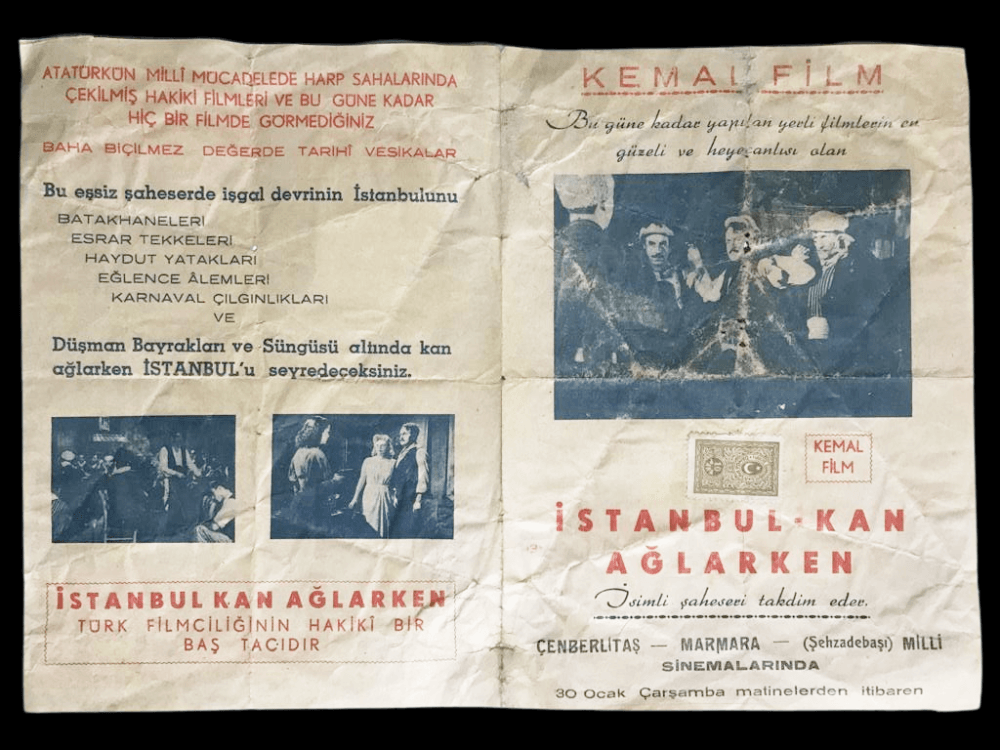 ATATÜRKÜN MİLLÎ MÜCADELEDE HARP SAHALARINDA
ÇEKİLMİŞ HAKİKİ FİLMLERİ VE BU GÜNE KADAR
HİÇ BİR FİLMDE GÖRMEDİĞİNİZ
BAHA BİÇİLMEZ DEĞERDE TARİHÎ VESİKALAR
Bu eşsiz şaheserde işgal devrinin İstanbulunu
BATAKHANELERİ
ESRAR TEKKELERİ
HAYDUT YATAKLARI
EĞLENCE ÂLEMLERİ
KARNAVAL ÇILGINLIKLARI
VE
Düşman Bayrakları ve Süngüsü altında kan
ağlarken İSTANBUL'u seyredeceksiniz.
İSTANBUL KAN AĞLARKEN
TÜRK FİLMCİLİĞİNİN HAKİKÎ BİR
BAŞ TACIDIR
KEMAL FİLM
Bu güne kadar yapılan yerli filmlerin en
güzeli ve heyecanlısı olan
KEMAL
FİLM
İSTANBUL·KAN
AĞLARKEN
İsimli şaheseri takdim eder.
ÇENBERLİTAŞ — MARMARA — (Şehzadebaşı) MİLLİ
SİNEMALARINDA
30 Ocak Çarşamba matinelerden itibaren